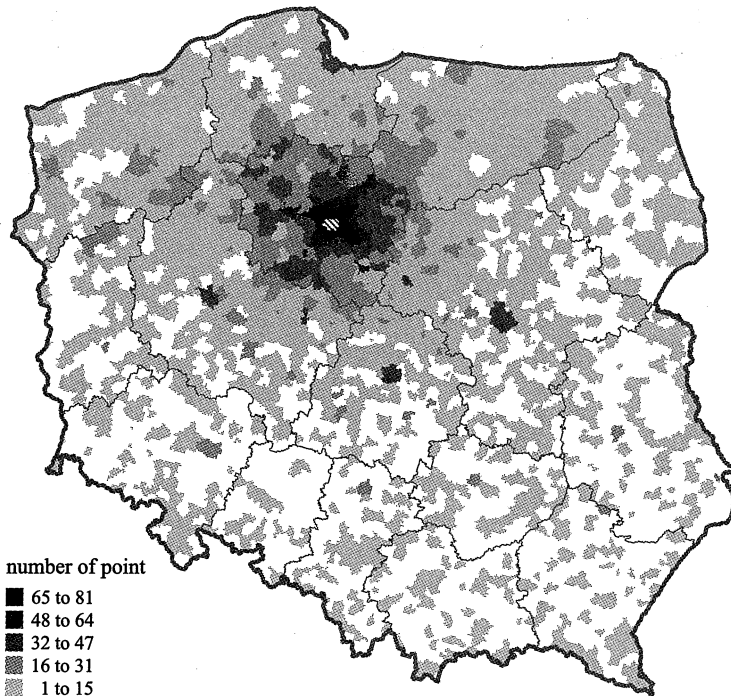 number of point
65 to 81
48 to 64
32 to 47
16 to 31
1 to 15